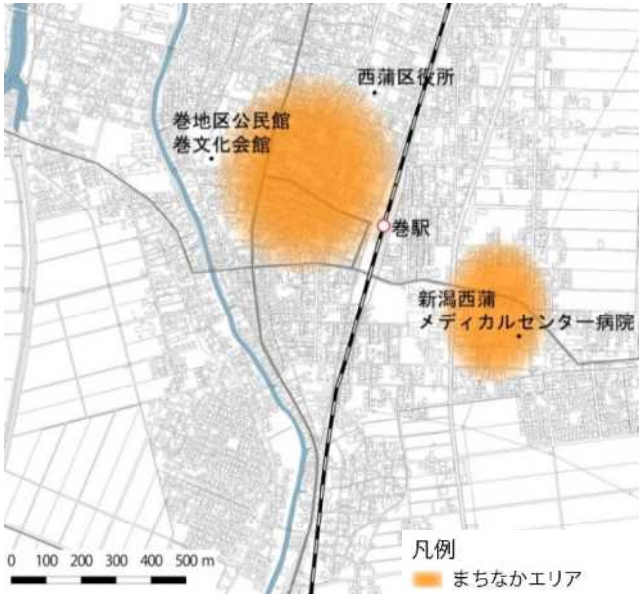 西蒲区役所
巻地区公民館
巻文化会館
巻駅
新潟西蒲
メディカルセンター病院
0 100 200 300 400 500 m
凡例
まちなかエリア